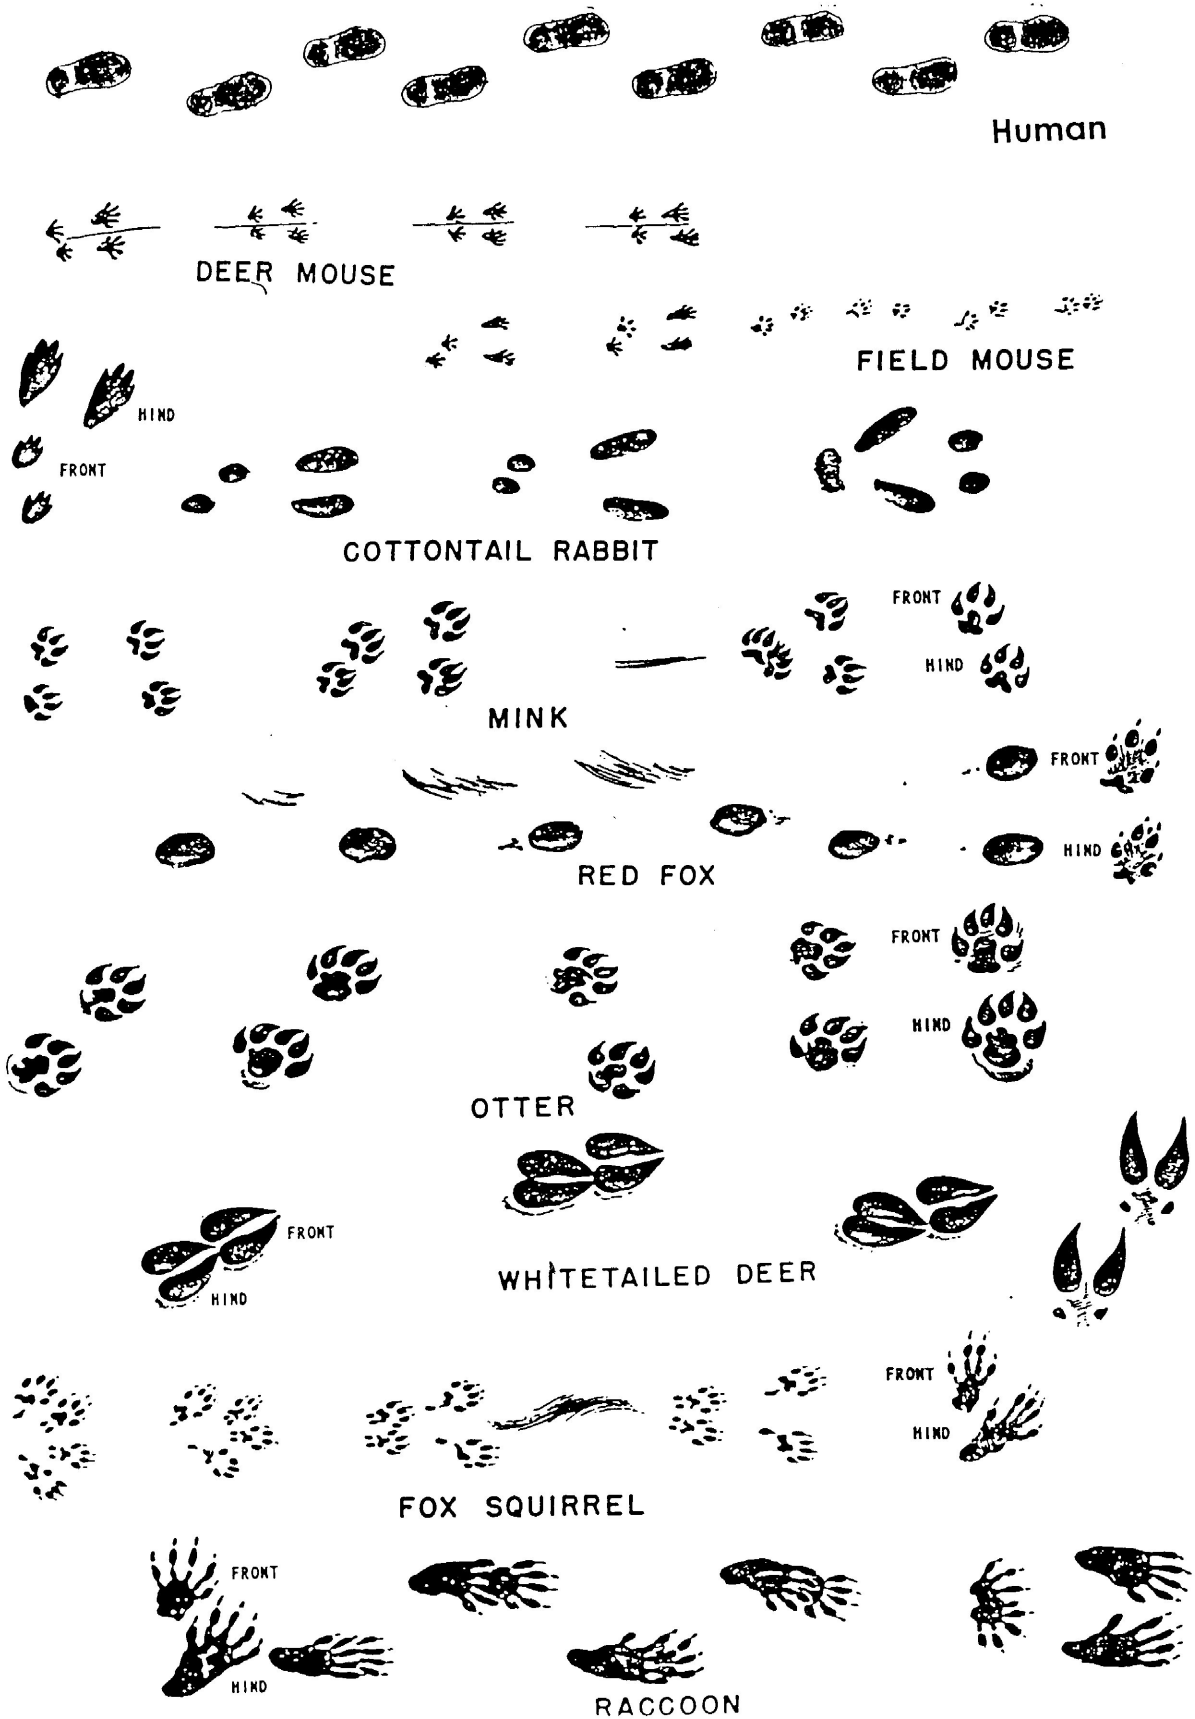 Human
DEER MOUSE
FIELD MOUSE
HIND
FRONT
COTTONTAIL RABBIT
FRONT
HIND
MINK
FRONT
HIND
RED FOX
FRONT
HIND
OTTER
FRONT
HIND
WHITETAILED DEER
FRONT
HIND
FOX SQUIRREL
FRONT
HIND
RACCOON